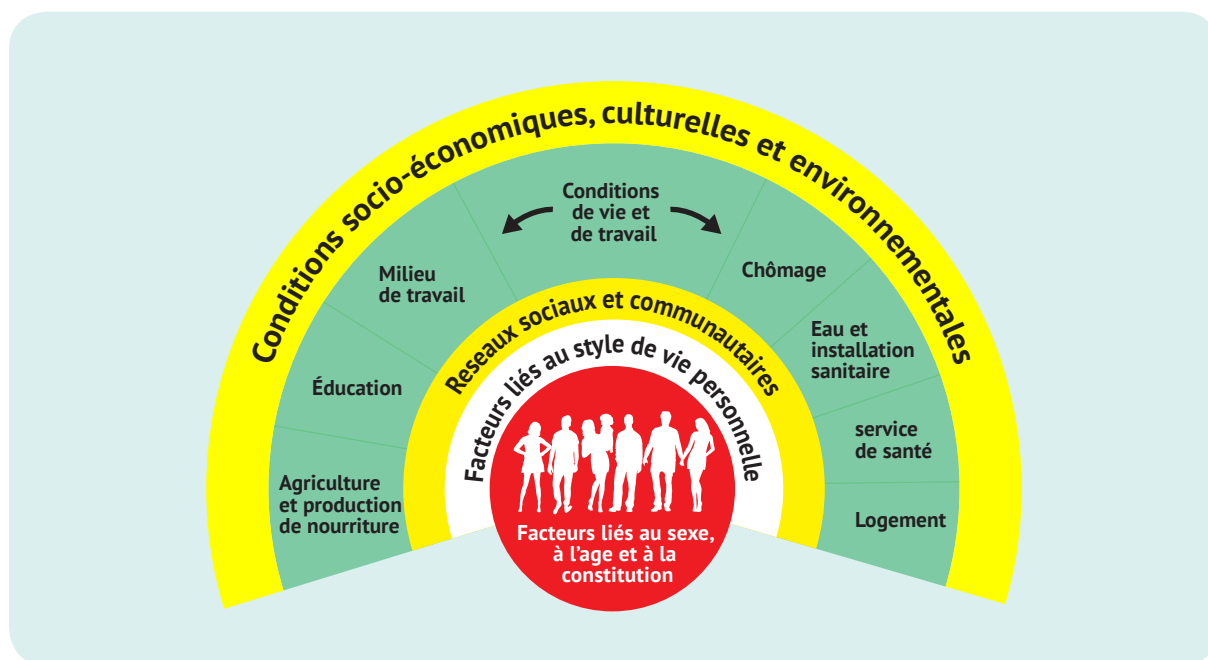 Conditions socio-économiques, culturelles et environnementales
Conditions
de vie et
de travail
Milieu
de travail
Chômage
Éducation
Eau et
installation
sanitaire
Agriculture
et production
de nourriture
service
de santé
Logement
Reseaux sociaux et communautaires
Facteurs liés au style de vie personnelle
Facteurs liés au sexe,
à l'age et à la
constitution